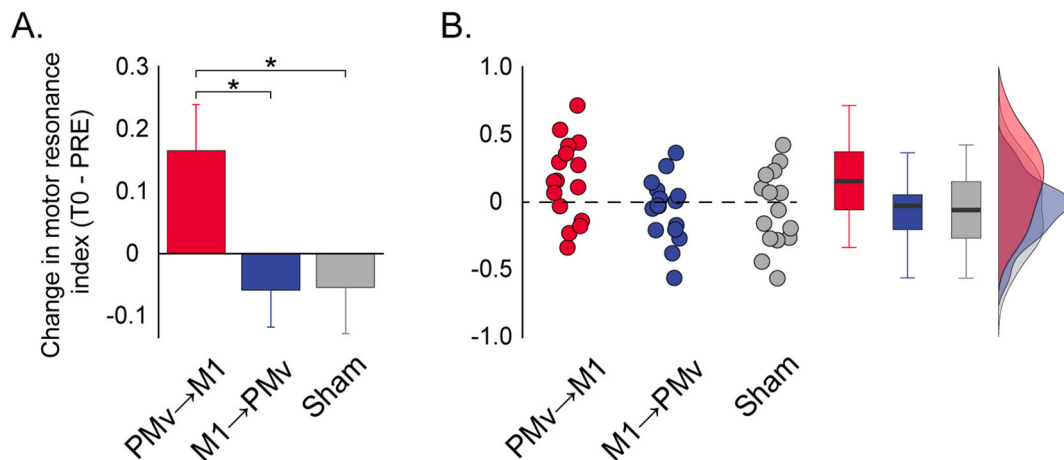 A.
Change in motor resonance
index (T0 - PRE)
0.3
0.2
0.1
0
-0.1
*
*
PMv→M1
M1→PMv
Sham
B.
1.0
0.5
0
-0.5
-1.0
PMv→M1
M1→PMv
Sham